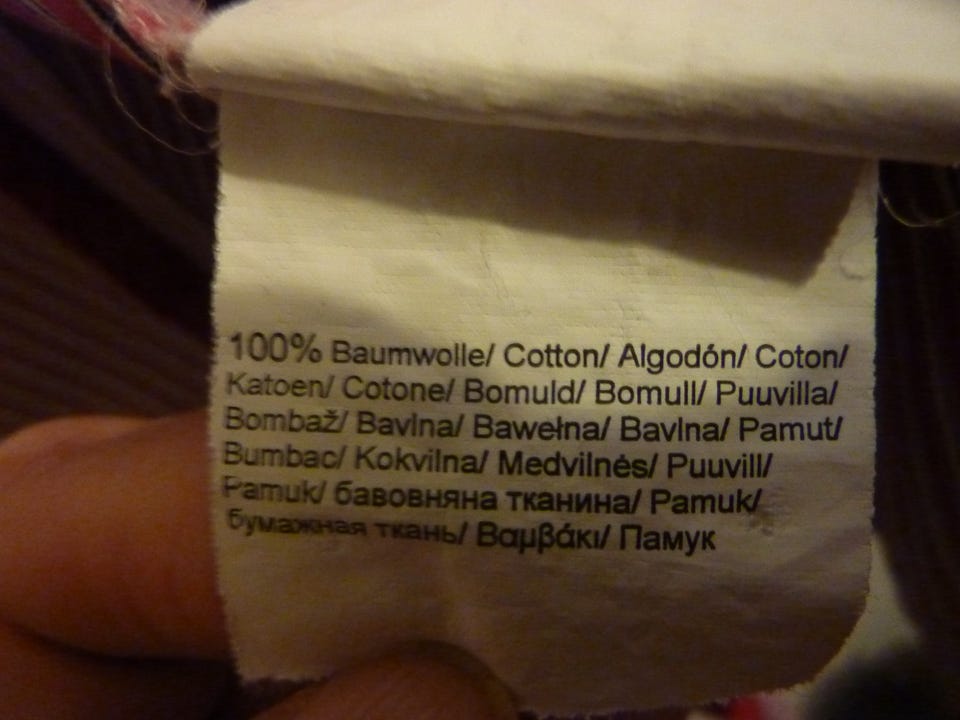 100% Baumwolle/ Cotton/ Algodón/ Coton/
Katoen/ Cotone/ Bomuld/ Bomull/ Puuvilla/
Bombaž/ Bavlna/ Bawełna/ Bavlna/ Pamut/
Bumbac/ Kokvilna/ Medvilnės/ Puuvill/
Pamuk/ бавовняна тканина/ Pamuk/
бумажная ткань/ Βαμβάκι/ Памук